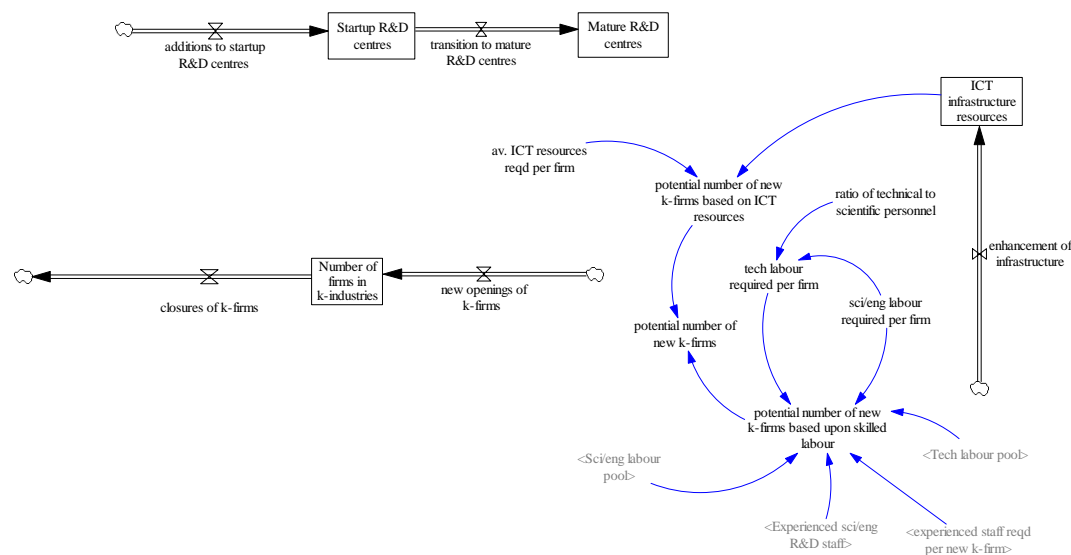 Startup R&D
centres
Mature R&D
centres
additions to startup
R&D centres
transition to mature
R&D centres
ICT
infrastructure
resources
av. ICT resources
reqd per firm
potential number of new
k-firms based on ICT
resources
ratio of technical to
scientific personnel
enhancement of
infrastructure
Number of
firms in
k-industries
closures of k-firms
new openings of
k-firms
tech labour
required per firm
sci/eng labour
required per firm
potential number of
new k-firms
potential number of new
k-firms based upon skilled
labour
<Sci/eng labour
pool>
<Tech labour pool>
<Experienced sci/eng
R&D staff>
<experienced staff reqd
per new k-firm>